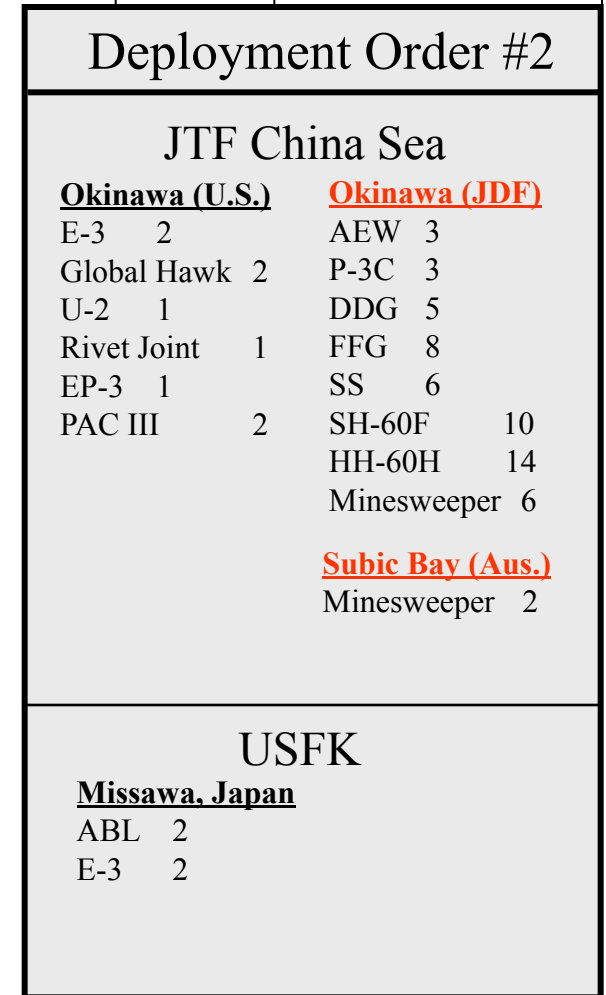 Deployment Order #2
JTF China Sea
Okinawa (U.S.)
E-3 2
Global Hawk 2
U-2 1
Rivet Joint 1
EP-3 1
PAC III 2
Okinawa (JDF)
AEW 3
P-3C 3
DDG 5
FFG 8
SS 6
SH-60F 10
HH-60H 14
Minesweeper 6
Subic Bay (Aus.)
Minesweeper 2
USFK
Missawa, Japan
ABL 2
E-3 2